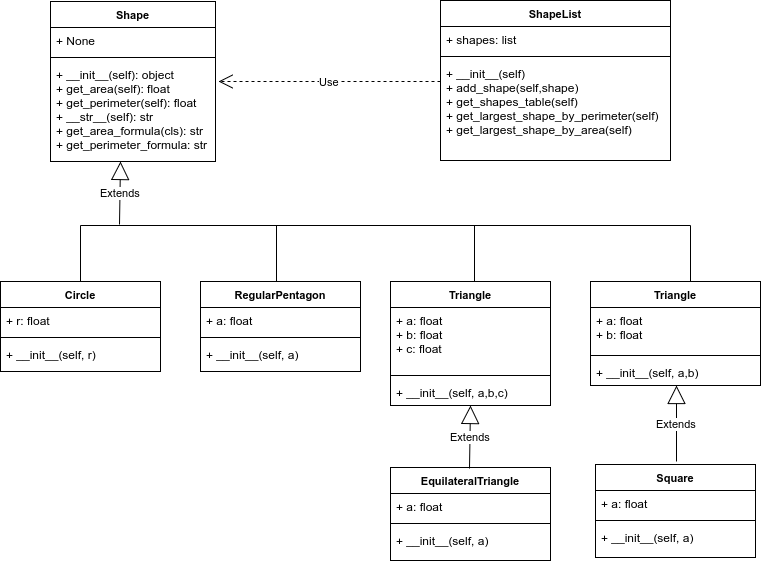 Shape
+ None
+ __init__(self): object
+ get_area(self): float
+ get_perimeter(self): float
+ __str__(self): str
+ get_area_formula(cls): str
+ get_perimeter_formula: str
ShapeList
+ shapes: list
+ __init__(self)
+ add_shape(self,shape)
+ get_shapes_table(self)
+ get_largest_shape_by_perimeter(self)
+ get_largest_shape_by_area(self)
Use
Extends
Circle
+ r: float
+ __init__(self, r)
RegularPentagon
+ a: float
+ __init__(self, a)
Triangle
+ a: float
+ b: float
+ c: float
+ __init__(self, a,b,c)
Triangle
+ a: float
+ b: float
+ __init__(self, a,b)
Extends
Extends
EquilateralTriangle
+ a: float
+ __init__(self, a)
Square
+ a: float
+ __init__(self, a)